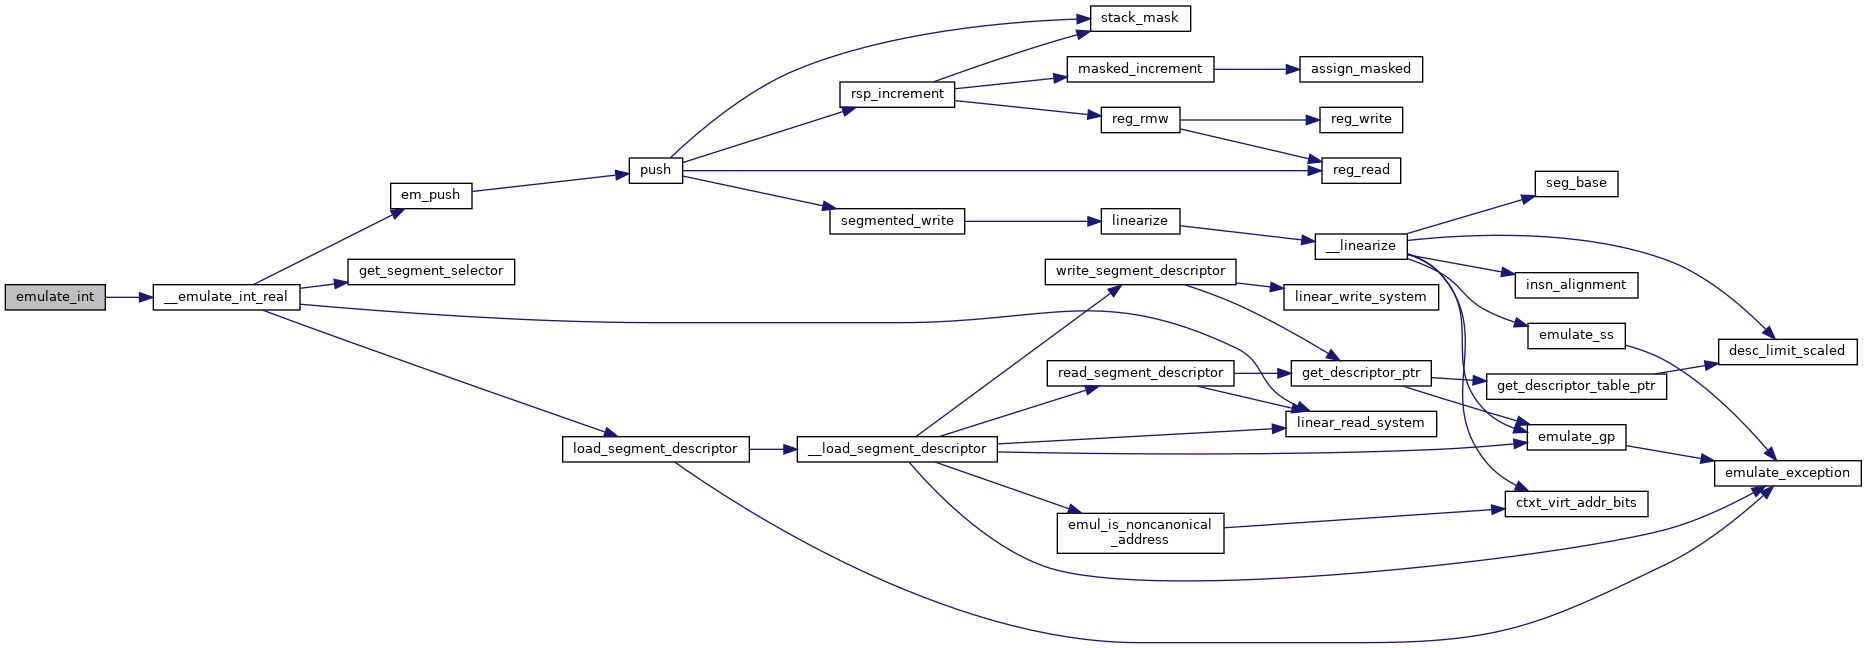 stack_mask
masked_increment
assign_masked
rsp_increment
reg_rmw
reg_write
push
reg_read
em_push
seg_base
segmented_write
linearize
__linearize
get_segment_selector
write_segment_descriptor
insn_alignment
emulate_int
__emulate_int_real
linear_write_system
emulate_ss
desc_limit_scaled
read_segment_descriptor
get_descriptor_ptr
get_descriptor_table_ptr
linear_read_system
emulate_gp
load_segment_descriptor
__load_segment_descriptor
emulate_exception
ctxt_virt_addr_bits
emul_is_noncanonical
_address